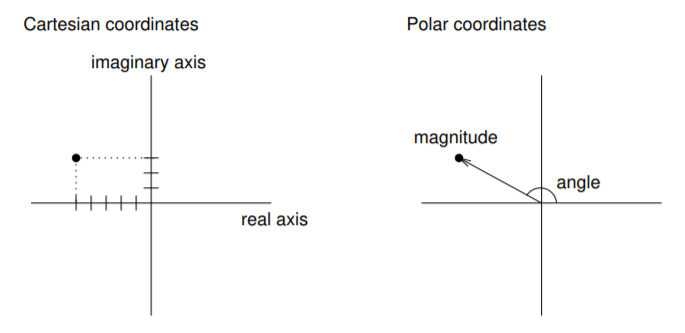 Cartesian coordinates
imaginary axis
real axis
Polar coordinates
magnitude
angle